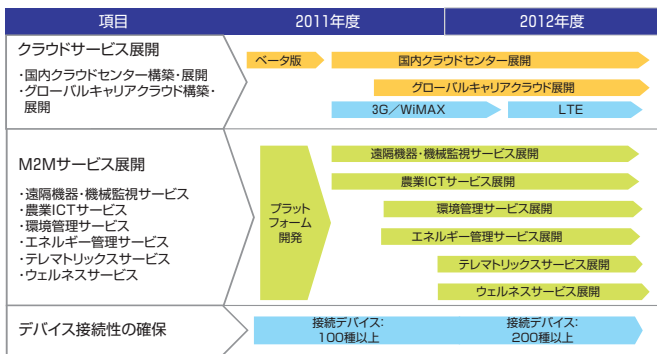 項目
2011年度
2012年度
クラウドサービス展開
・国内クラウドセンター構築・展開
・グローバルキャリアクラウド構築・
展開
ベータ版
国内クラウドセンター展開
グローバルキャリアクラウド展開
3G／WiMAX
LTE
M2Mサービス展開
・遠隔機器・機械監視サービス
・農業ICTサービス
・環境管理サービス
・エネルギー管理サービス
・テレマトリックスサービス
・ウェルネスサービス
プラット
フォーム
開発
遠隔機器・機械監視サービス展開
農業ICTサービス展開
環境管理サービス展開
エネルギー管理サービス展開
テレマトリックスサービス展開
ウェルネスサービス展開
デバイス接続性の確保
接続デバイス：
100種以上
接続デバイス：
200種以上